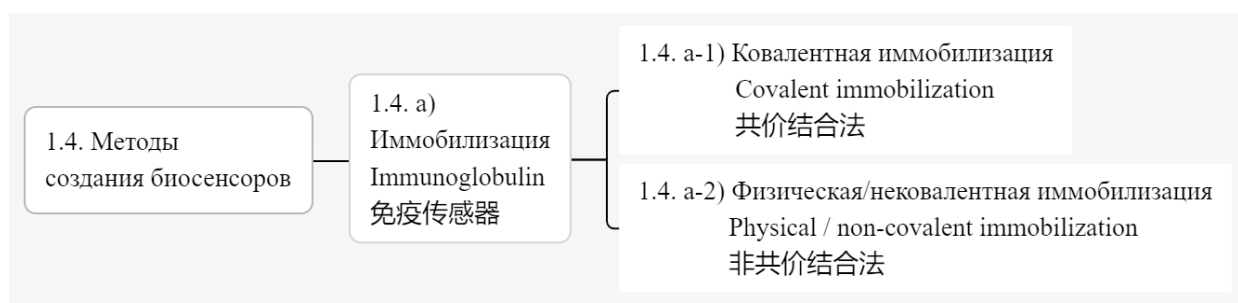 1.4. Методы
создания биосенсоров
1.4. а)
Иммобилизация
Immunoglobulin
免疫传感器
1.4. а-1) Ковалентная иммобилизация
Covalent immobilization
共价结合法
1.4. а-2) Физическая/нековалентная иммобилизация
Physical / non-covalent immobilization
非共价结合法